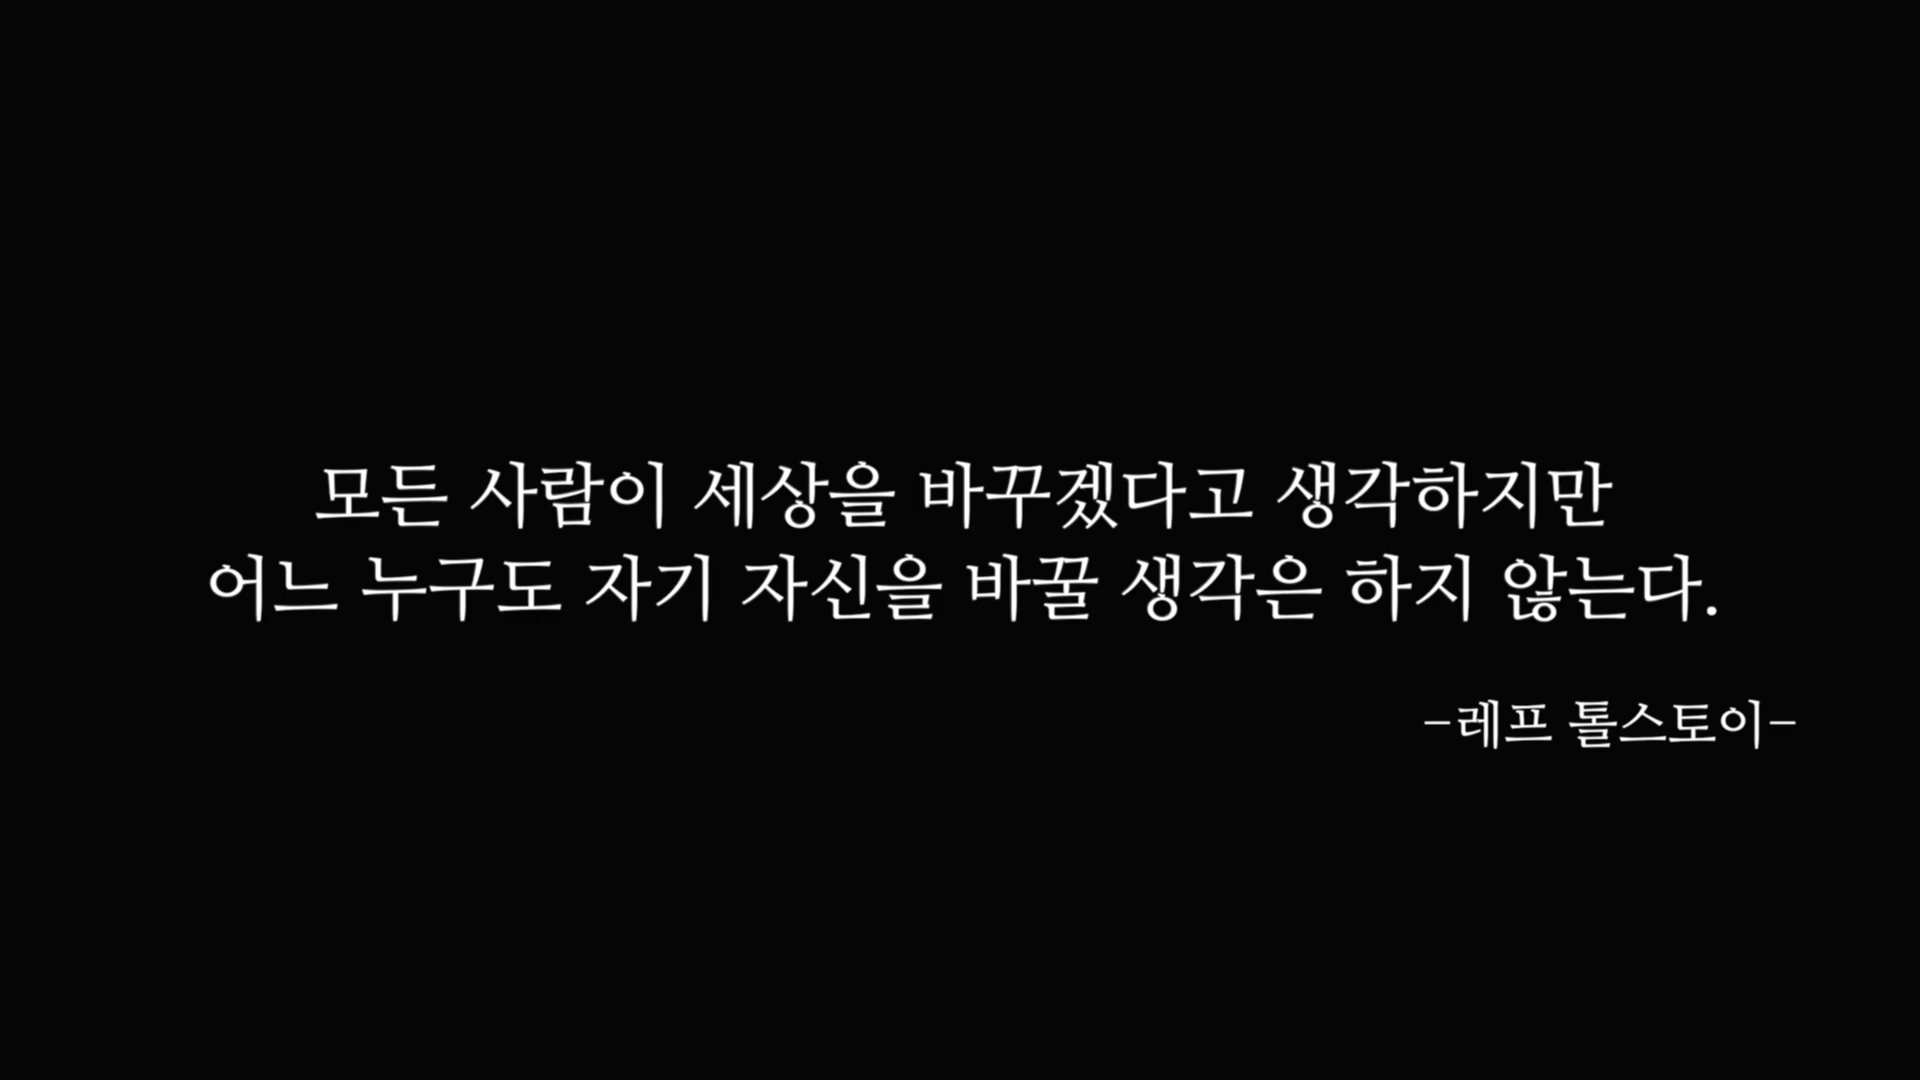 모든 사람이 세상을 바꾸겠다고 생각하지만
어느 누구도 자기 자신을 바꿀 생각은 하지 않는다.
-레프 톨스토이-